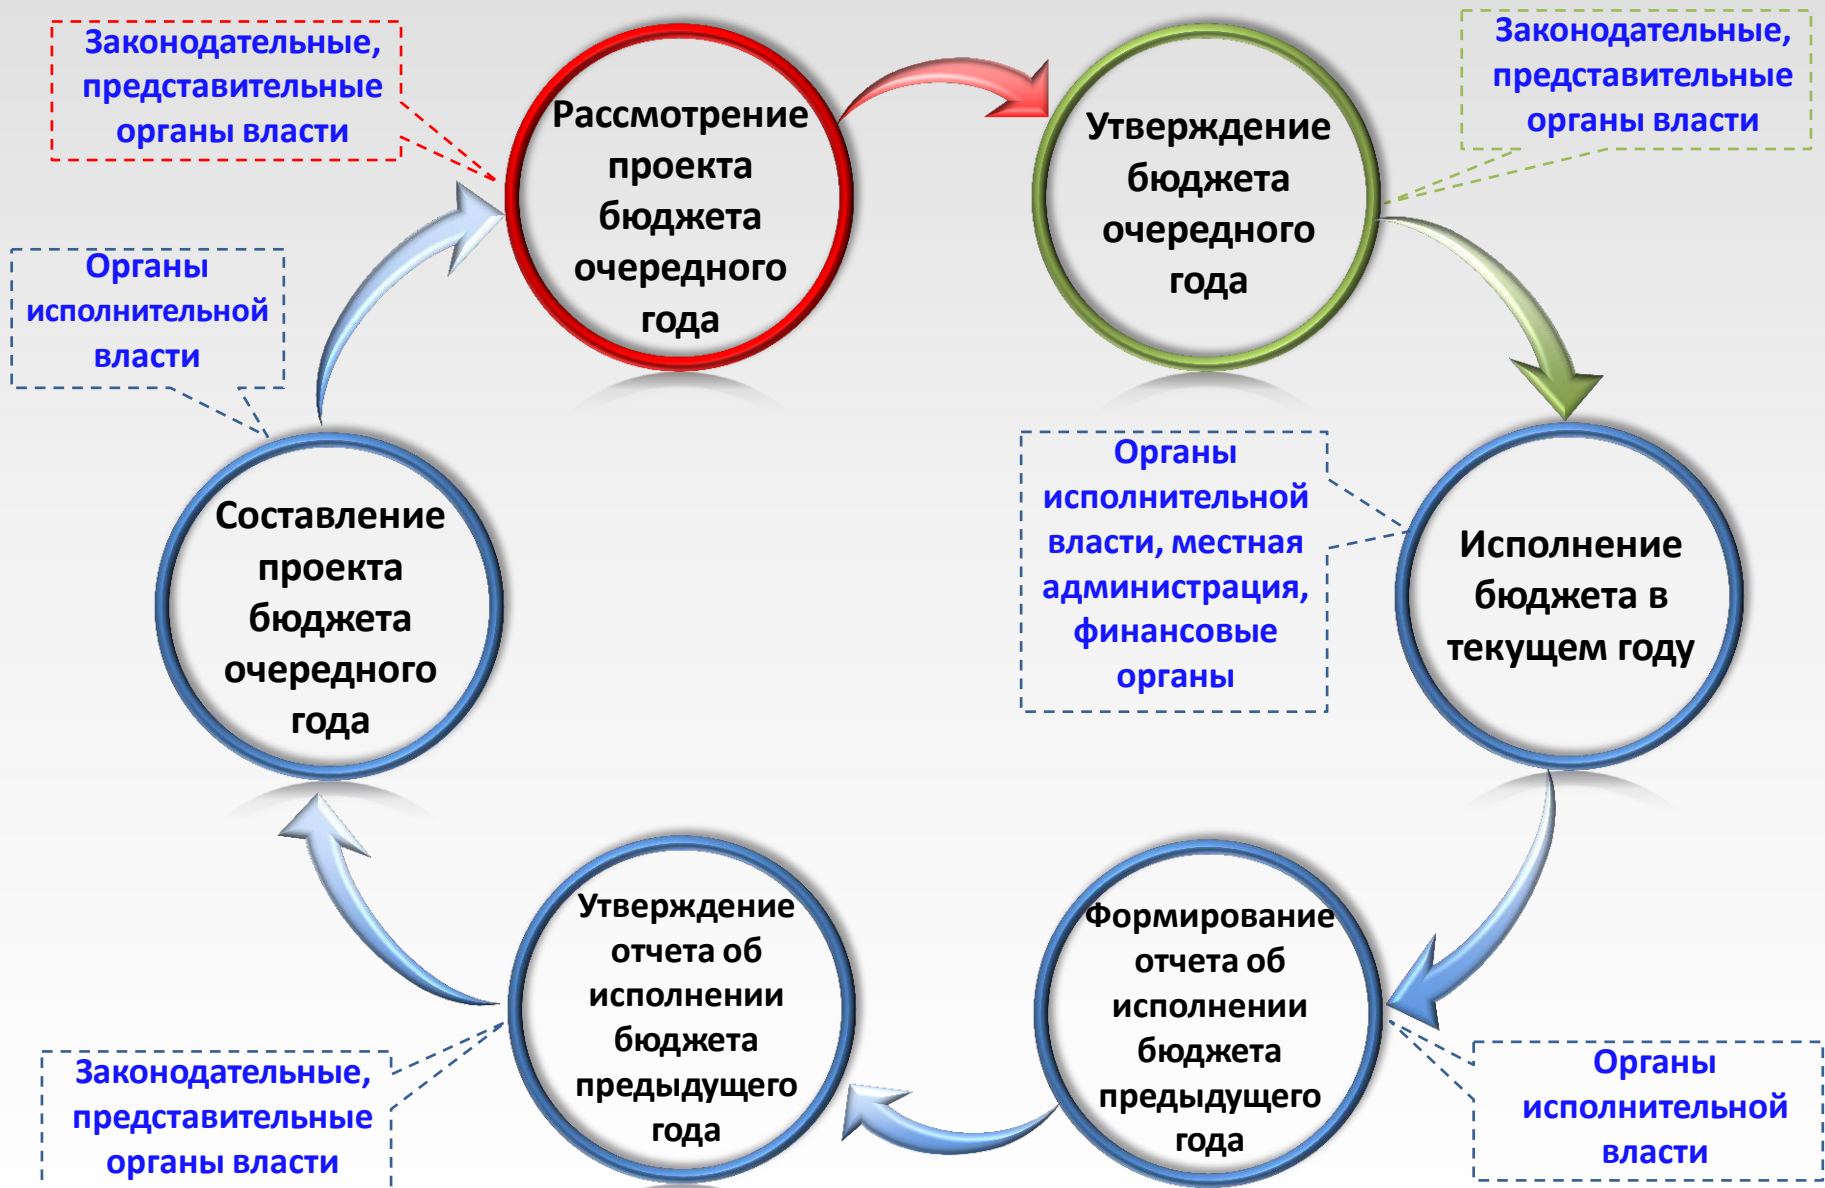 Законодательные,
представительные
органы власти
Рассмотрение
проекта
бюджета
очередного
года
Утверждение
бюджета
очередного
года
Законодательные,
представительные
органы власти
Органы
исполнительной
власти
Составление
проекта
бюджета
очередного
года
Органы
исполнительной
власти, местная
администрация,
финансовые
органы
Исполнение
бюджета в
текущем году
Законодательные,
представительные
органы власти
Утверждение
отчета об
исполнении
бюджета
предыдущего
года
Формирование
отчета об
исполнении
бюджета
предыдущего
года
Органы
исполнительной
власти